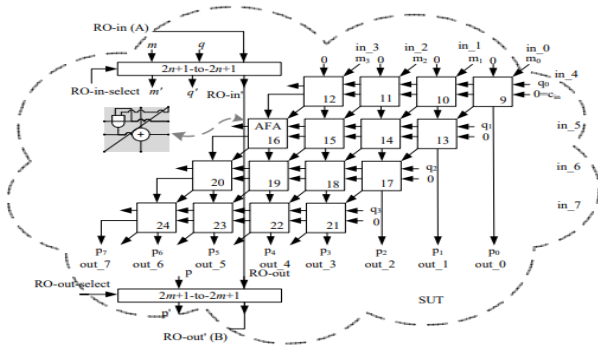 RO-in (A)
m q
in_3 in_2 in_1 in_0
0 m3 0 m2 0 m1 0 m0
2n+1-to-2n+1
in_4
RO-in-select
m' q' RO-in'
12 11 10 9
q0
0=cin
AFA
16 15 14 13
q1
0
in_5
20 19 18 17
q2
0
in_6
24 23 22 21
q3
0
in_7
p7 p6 p5 p4 p3 p2 p1 p0
out_7 out_6 out_5 out_4 out_3 out_2 out_1 out_0
p RO-out
RO-out-select
2m+1-to-2m+1
SUT
p'
RO-out' (B)